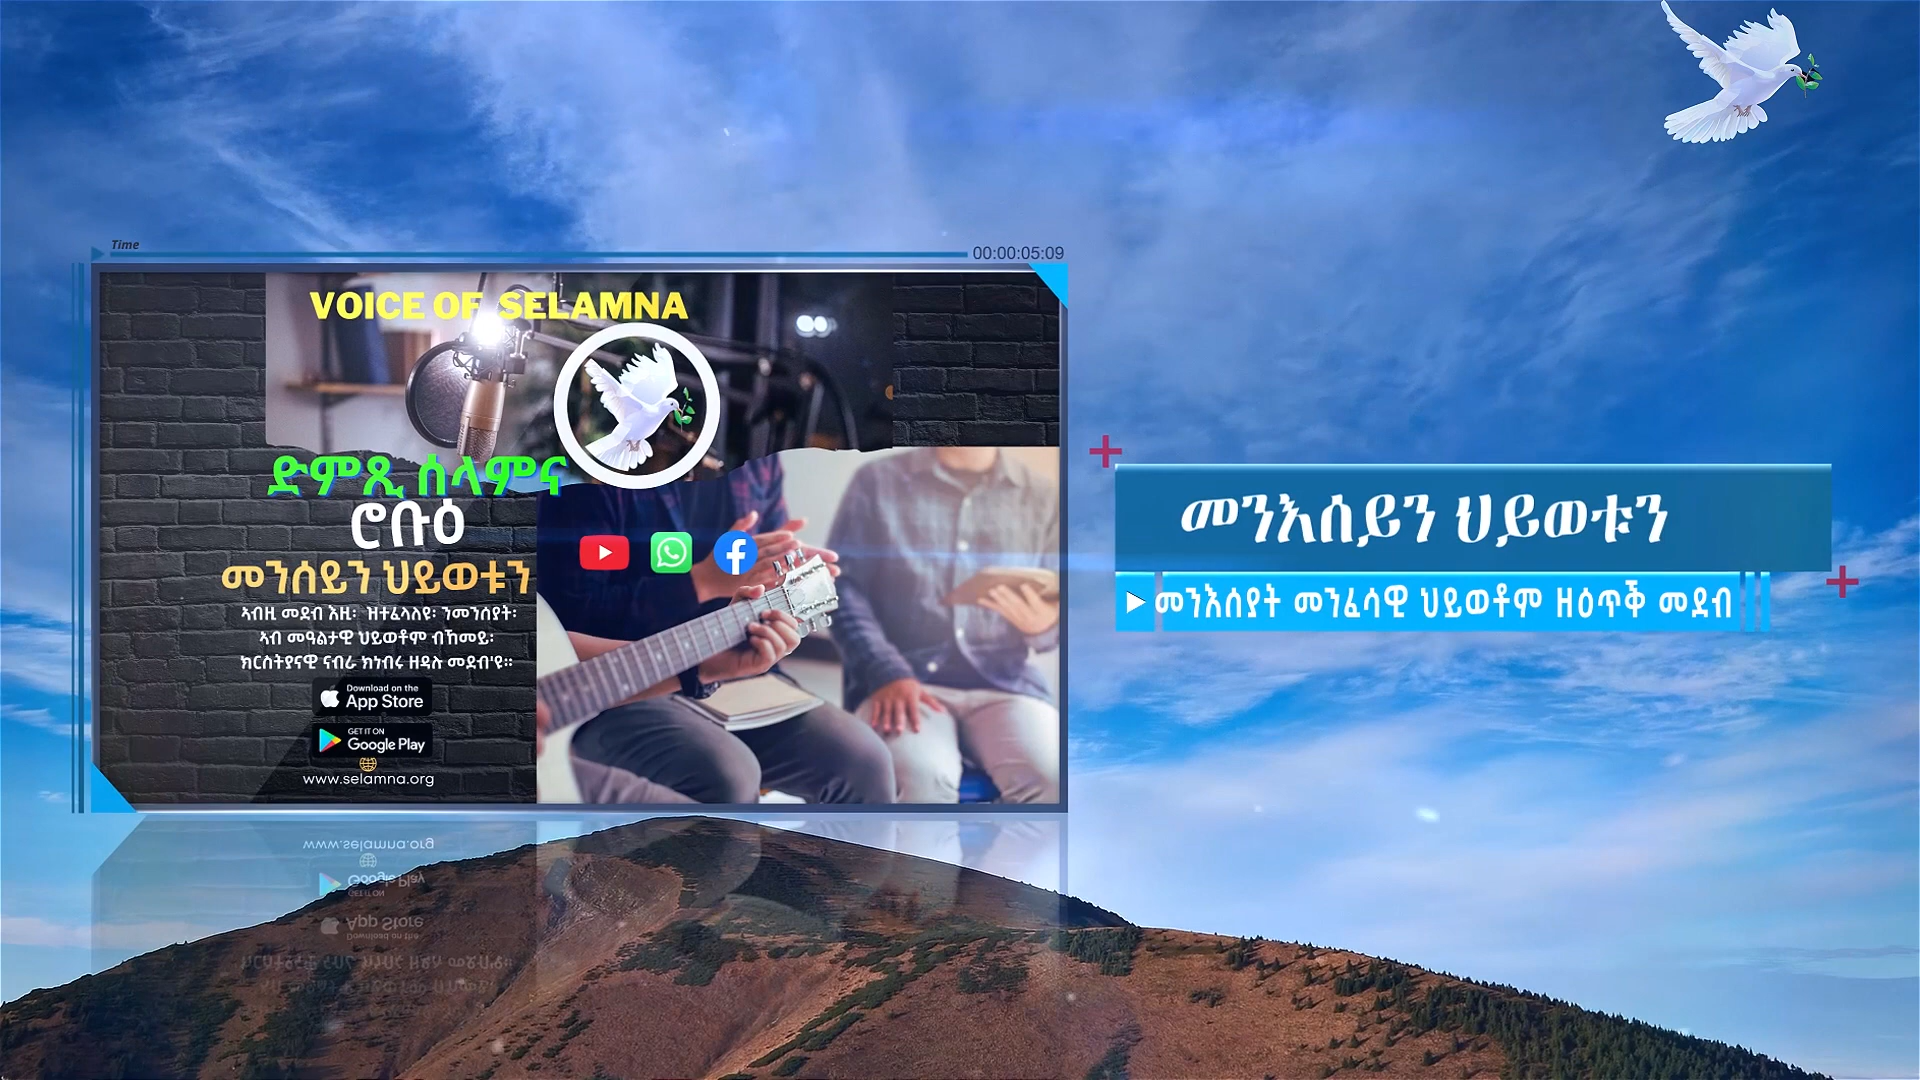 Time
00:00:05:09
VOICE OF SELAMNA
ድምጺ ሰላምና
ሮቡዕ
መንሰይን ህይወቱን
ኣብዚ መደብ እዚ፡ ዝተፈላለዩ፡ ንመንሰያት፡
ኣብ መዓልታዊ ህይወቶም ብኸመይ፡
ክርስትያናዊ ናብራ ክነብሩ ዘዳሉ መደብ'ዩ።
Download on the
App Store
GET IT ON
Google Play
www.selamna.org
መንእሰይን ህይወቱን
መንእሰያት መንፈሳዊ ህይወቶም ዘዕጥቕ መደብ